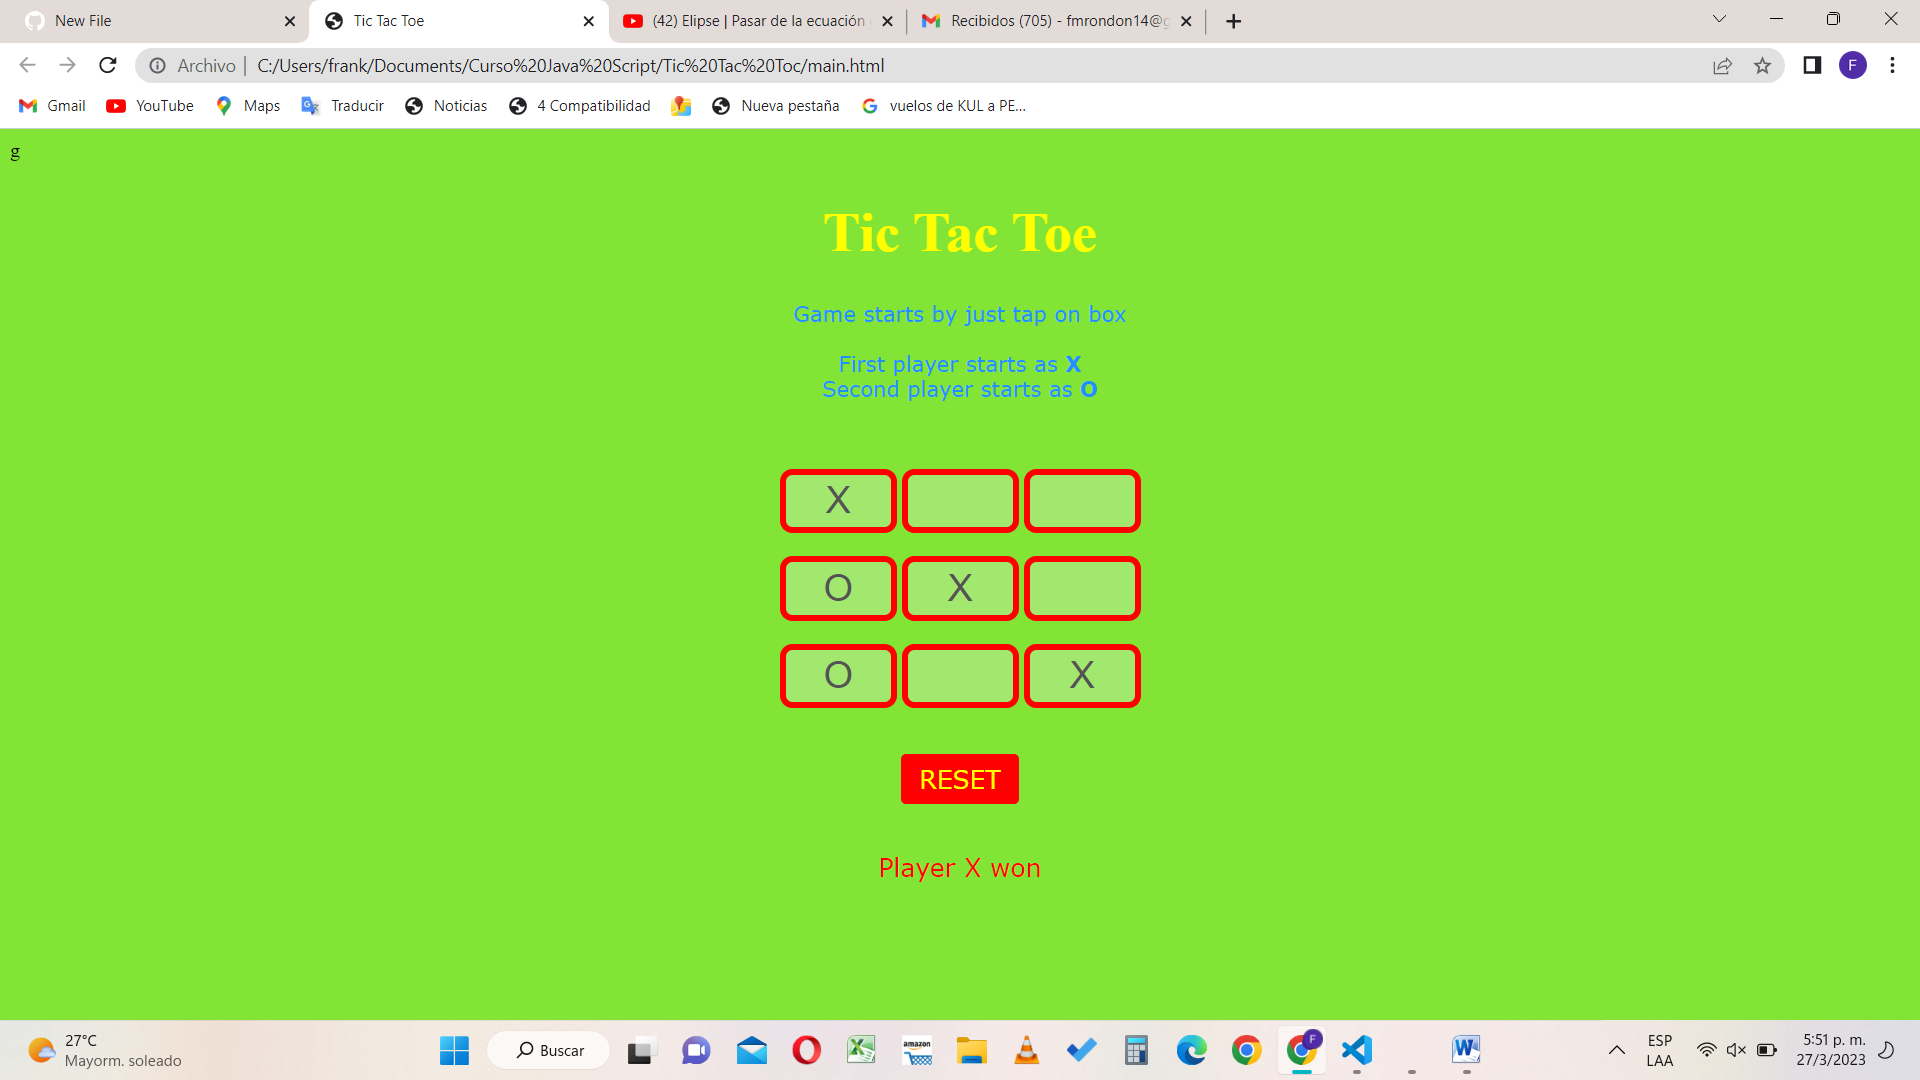 New File
Tic Tac Toe
(42) Elipse | Pasar de la ecuación
Recibidos (705) - fmrondon14@g
Archivo
C:/Users/frank/Documents/Curso%20Java%20Script/Tic%20Tac%20Toc/main.html
F
Gmail
YouTube
Maps
Traducir
Noticias
4 Compatibilidad
Nueva pestaña
vuelos de KUL a PE...
g
Tic Tac Toe
Game starts by just tap on box
First player starts as X
Second player starts as O
X
O X
O X
RESET
Player X won
27°C
Mayorm. soleado
Buscar
amazon
F
ESP
LAA
5:51 p. m.
27/3/2023